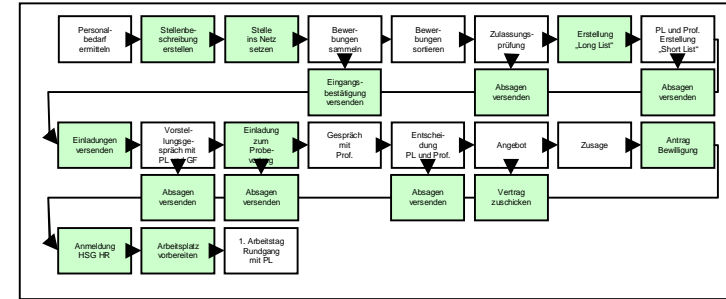 Personal-
bedarf
ermitteln
Stellenbe-
schreibung
erstellen
Stelle
ins Netz
setzen
Bewer-
bungen
sammeln
Bewer-
bungen
sortieren
Zulassungs-
prüfung
Erstellung
„Long List“
PL und Prof.
Erstellung
„Short List“
Eingangs-
bestätigung
versenden
Absagen
versenden
Absagen
versenden
Einladungen
versenden
Vorstel-
lungsge-
spräch mit
PL und GF
Einladung
zum
Probe-
vortrag
Gespräch
mit
Prof.
Entschei-
dung
PL und Prof.
Angebot
Zusage
Antrag
Bewilligung
Absagen
versenden
Absagen
versenden
Absagen
versenden
Vertrag
zuschicken
Anmeldung
HSG HR
Arbeitsplatz
vorbereiten
1. Arbeitstag
Rundgang
mit PL